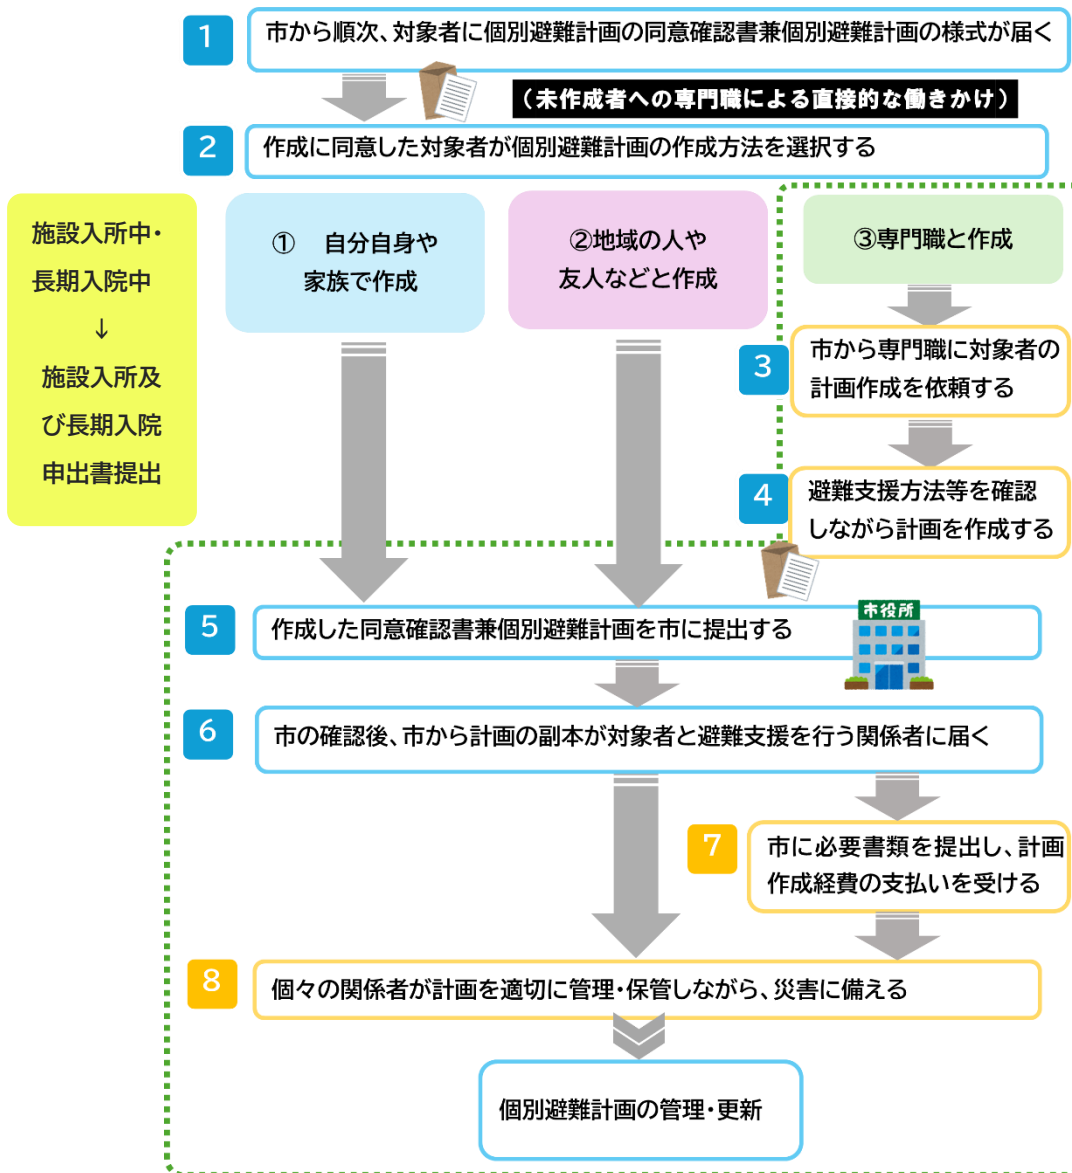 1
市から順次、対象者に個別避難計画の同意確認書兼個別避難計画の様式が届く
(未作成者への専門職による直接的な働きかけ)
2
作成に同意した対象者が個別避難計画の作成方法を選択する
施設入所中・
長期入院中
↓
施設入所及
び長期入院
申出書提出
① 自分自身や
家族で作成
②地域の人や
友人などと作成
③専門職と作成
3
市から専門職に対象者の
計画作成を依頼する
4
避難支援方法等を確認
しながら計画を作成する
5
作成した同意確認書兼個別避難計画を市に提出する
市役所
6
市の確認後、市から計画の副本が対象者と避難支援を行う関係者に届く
7
市に必要書類を提出し、計画
作成経費の支払いを受ける
8
個々の関係者が計画を適切に管理・保管しながら、災害に備える
個別避難計画の管理・更新